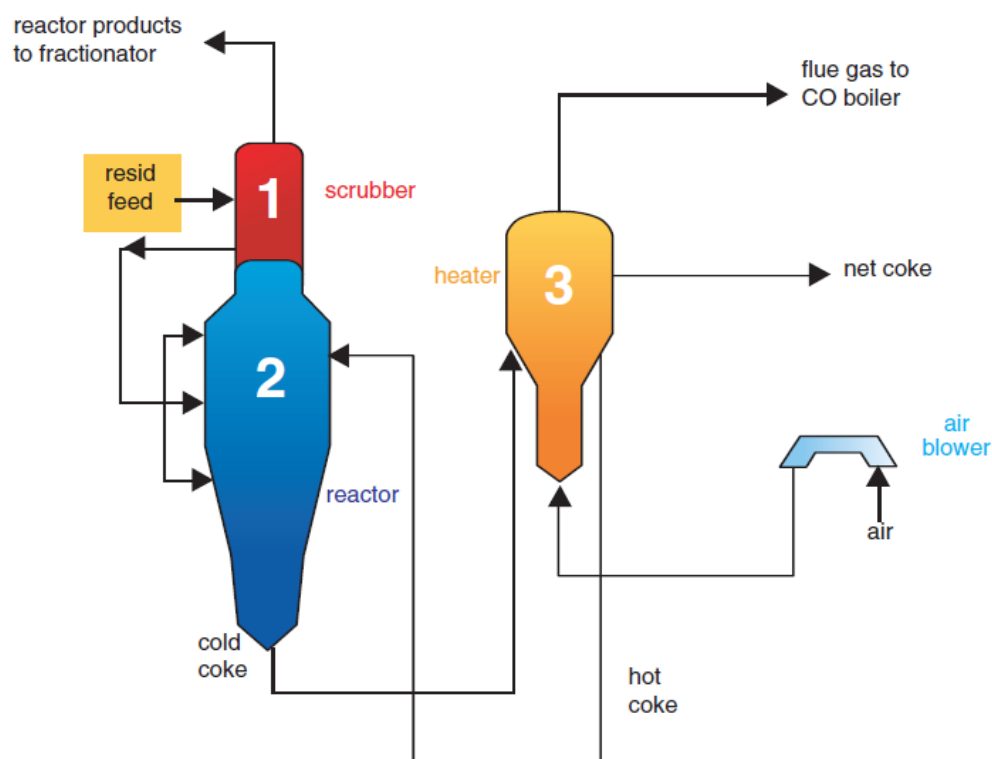 reactor products
to fractionator
flue gas to
CO boiler
resid
feed
1
scrubber
heater
3
net coke
2
air
blower
reactor
air
cold
coke
hot
coke